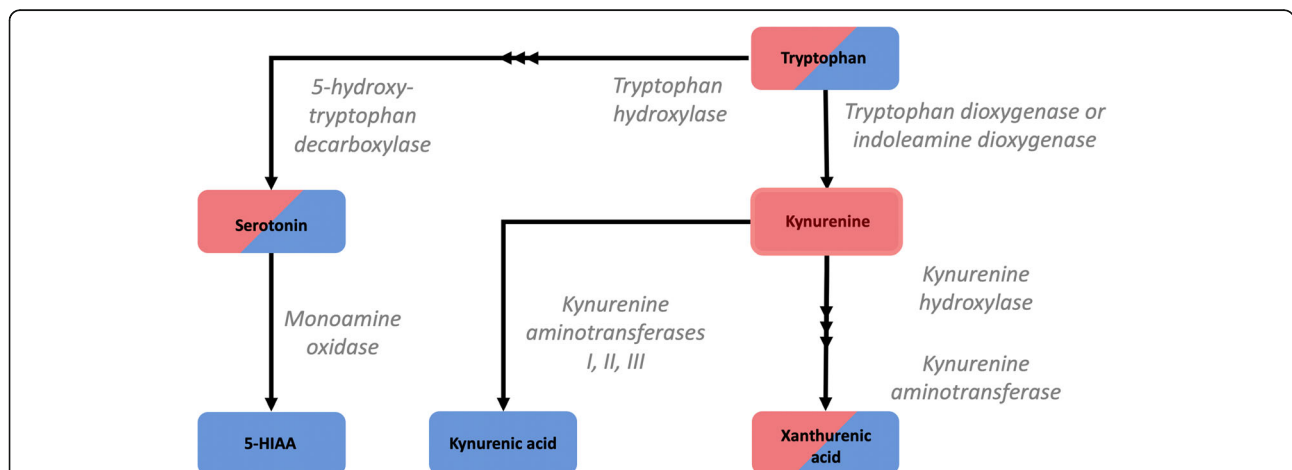 Tryptophan
5-hydroxy-
tryptophan
decarboxylase
Tryptophan
hydroxylase
Tryptophan dioxygenase or
indoleamine dioxygenase
Serotonin
Kynurenine
Monoamine
oxidase
Kynurenine
aminotransferases
I, II, III
Kynurenine
hydroxylase
Kynurenine
aminotransferase
5-HIAA
Kynurenic acid
Xanthurenic
acid